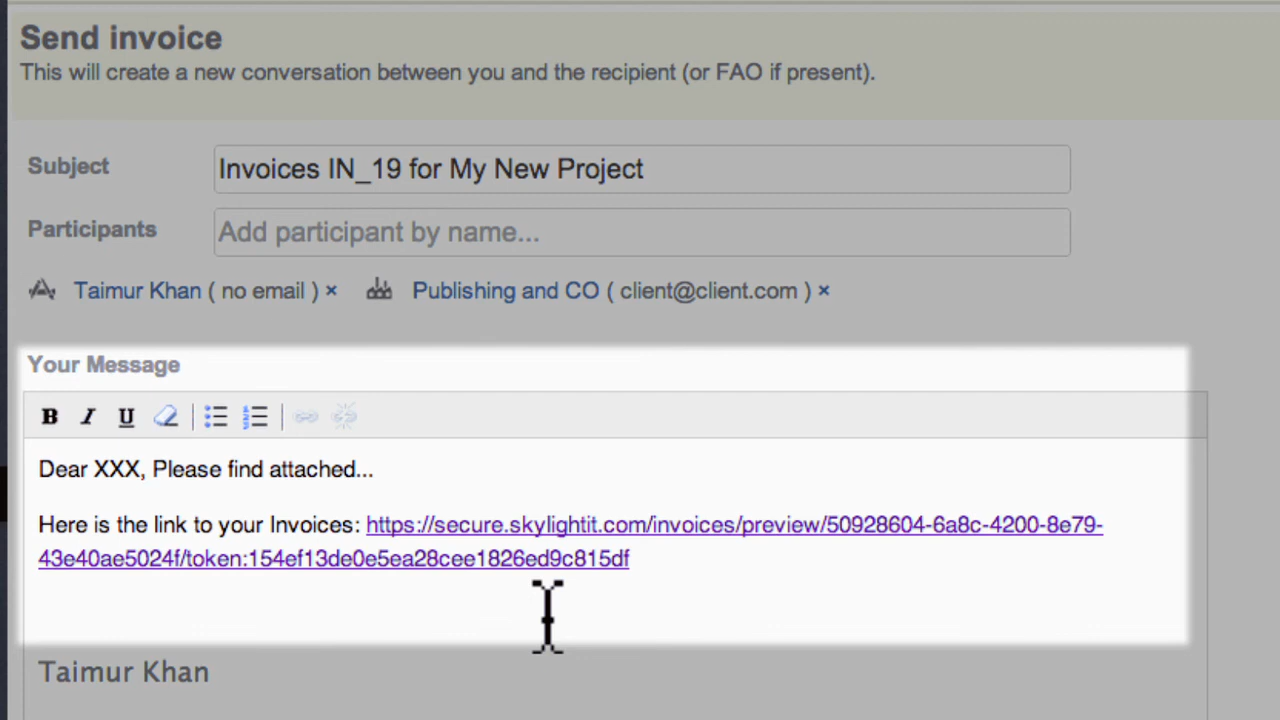 Send invoice
This will create a new conversation between you and the recipient (or FAO if present).
Subject
Invoices IN_19 for My New Project
Participants
Add participant by name...
Taimur Khan ( no email ) × Publishing and CO ( client@client.com ) ×
Your Message
B I U
Dear XXX, Please find attached...
Here is the link to your Invoices: https://secure.skylightit.com/invoices/preview/50928604-6a8c-4200-8e79-
43e40ae5024f/token:154ef13de0e5ea28cee1826ed9c815df
Taimur Khan